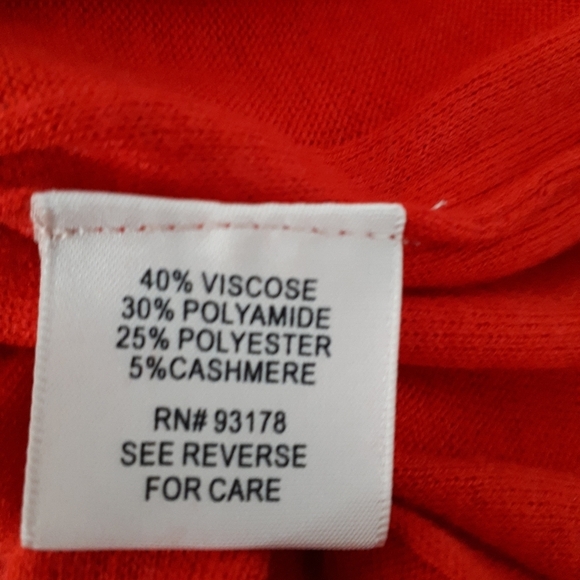 40% VISCOSE
30% POLYAMIDE
25% POLYESTER
5%CASHMERE
RN# 93178
SEE REVERSE
FOR CARE